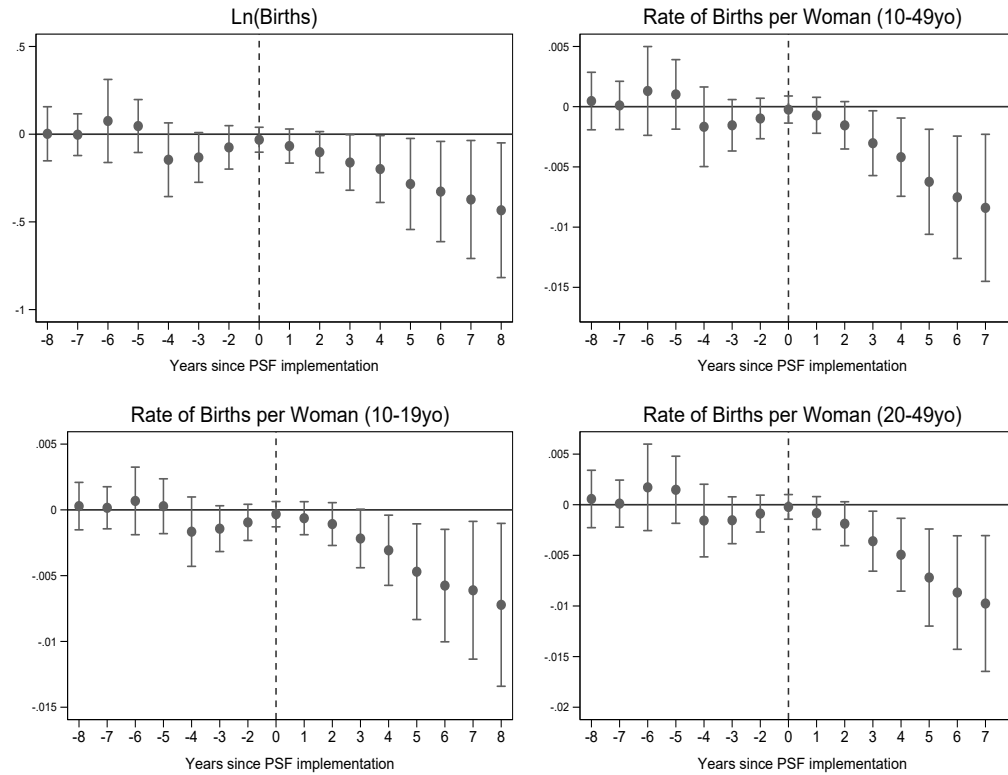 Ln(Births)
.5
0
-.5
-1
-8 -7 -6 -5 -4 -3 -2 0 1 2 3 4 5 6 7 8
Years since PSF implementation
Rate of Births per Woman (10-49yo)
.005
0
-.005
-.01
-.015
-8 -7 -6 -5 -4 -3 -2 0 1 2 3 4 5 6 7
Years since PSF implementation
Rate of Births per Woman (10-19yo)
.005
0
-.005
-.01
-.015
-8 -7 -6 -5 -4 -3 -2 0 1 2 3 4 5 6 7 8
Years since PSF implementation
Rate of Births per Woman (20-49yo)
.005
0
-.005
-.01
-.015
-.02
-8 -7 -6 -5 -4 -3 -2 0 1 2 3 4 5 6 7
Years since PSF implementation